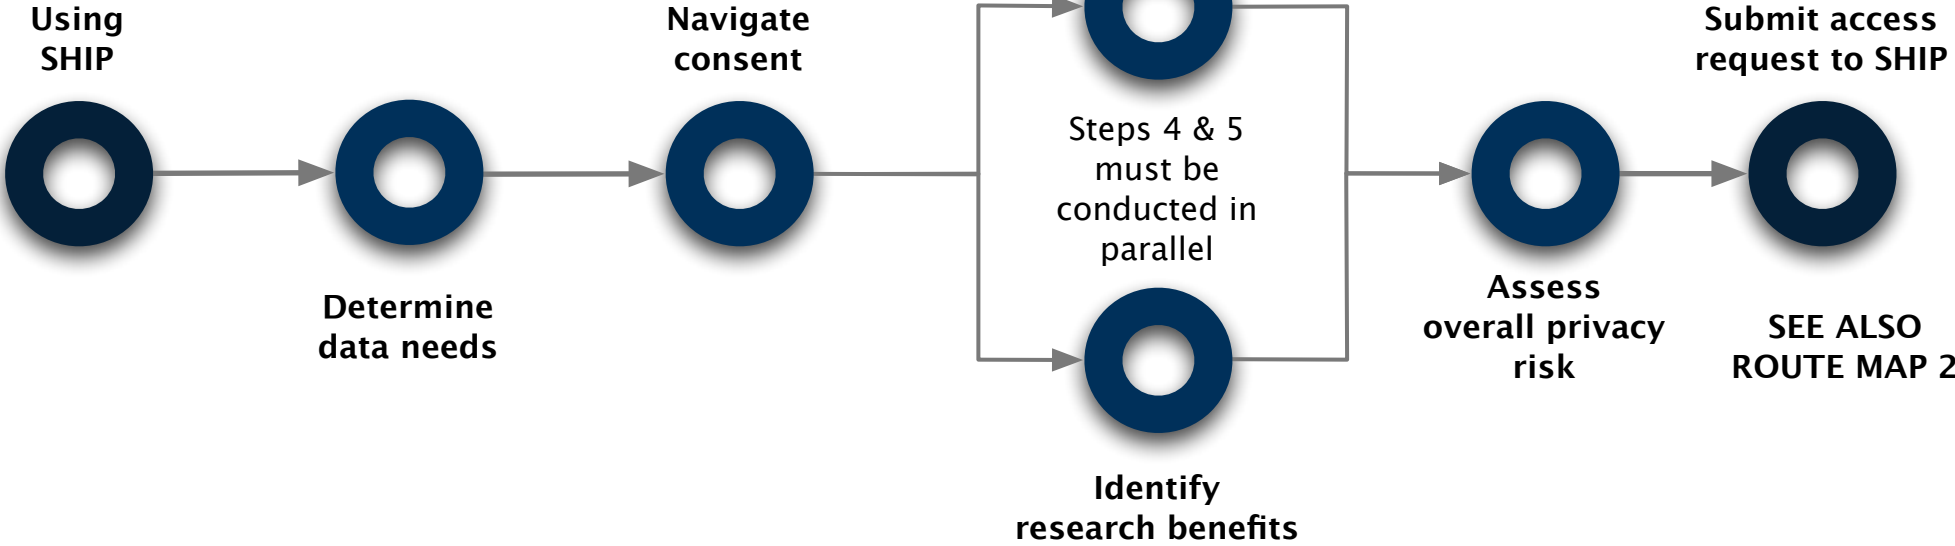 Using
SHIP
Determine
data needs
Navigate
consent
Steps 4 & 5
must be
conducted in
parallel
Identify
research benefits
Assess
overall privacy
risk
Submit access
request to SHIP
SEE ALSO
ROUTE MAP 2